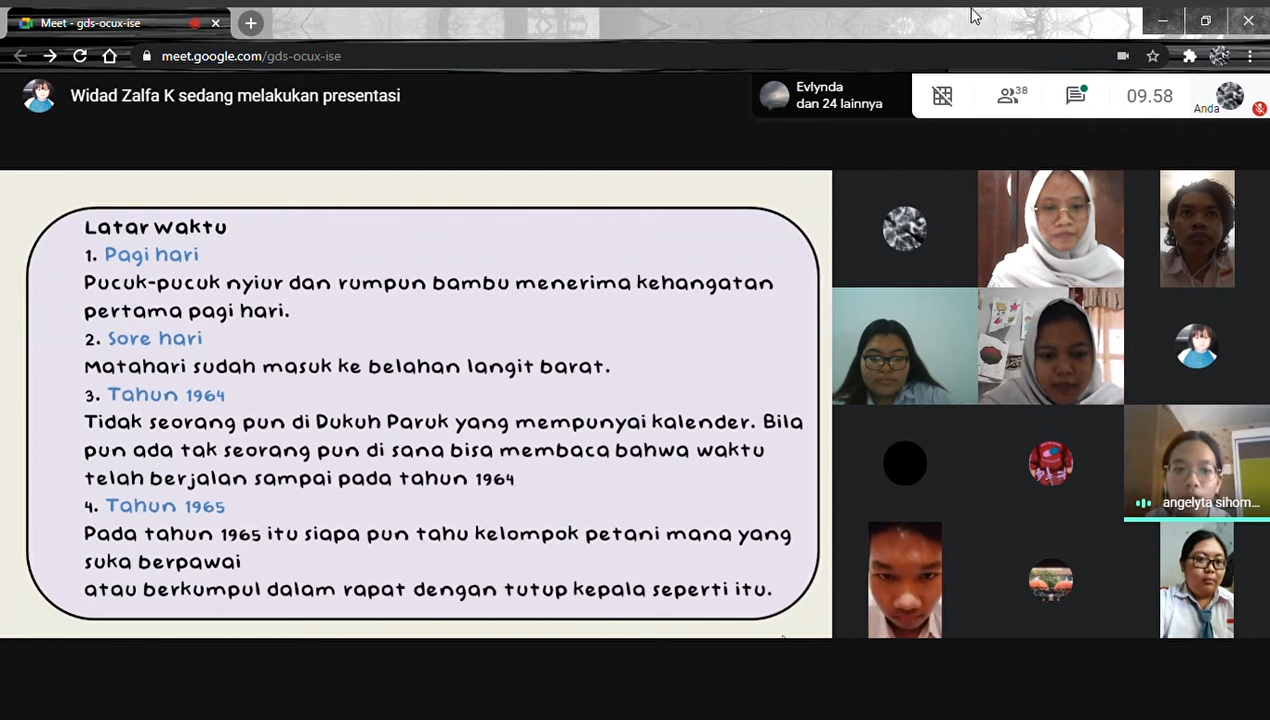 Meet - gds-ocux-ise
meet.google.com/gds-ocux-ise
Widad Zalfa K sedang melakukan presentasi
Evlynda
dan 24 lainnya
38
09.58
Anda
Latar waktu
1. Pagi hari
Pucuk-pucuk nyiur dan rumpun bambu menerima kehangatan
pertama pagi hari.
2. Sore hari
Matahari sudah masuk ke belahan langit barat.
3. Tahun 1964
Tidak seorang pun di Dukuh Paruk yang mempunyai kalender. Bila
pun ada tak seorang pun di sana bisa membaca bahwa waktu
telah berjalan sampai pada tahun 1964
4. Tahun 1965
Pada tahun 1965 itu siapa pun tahu kelompok petani mana yang
suka berpawai
atau berkumpul dalam rapat dengan tutup kepala seperti itu.
angelyta sihom...